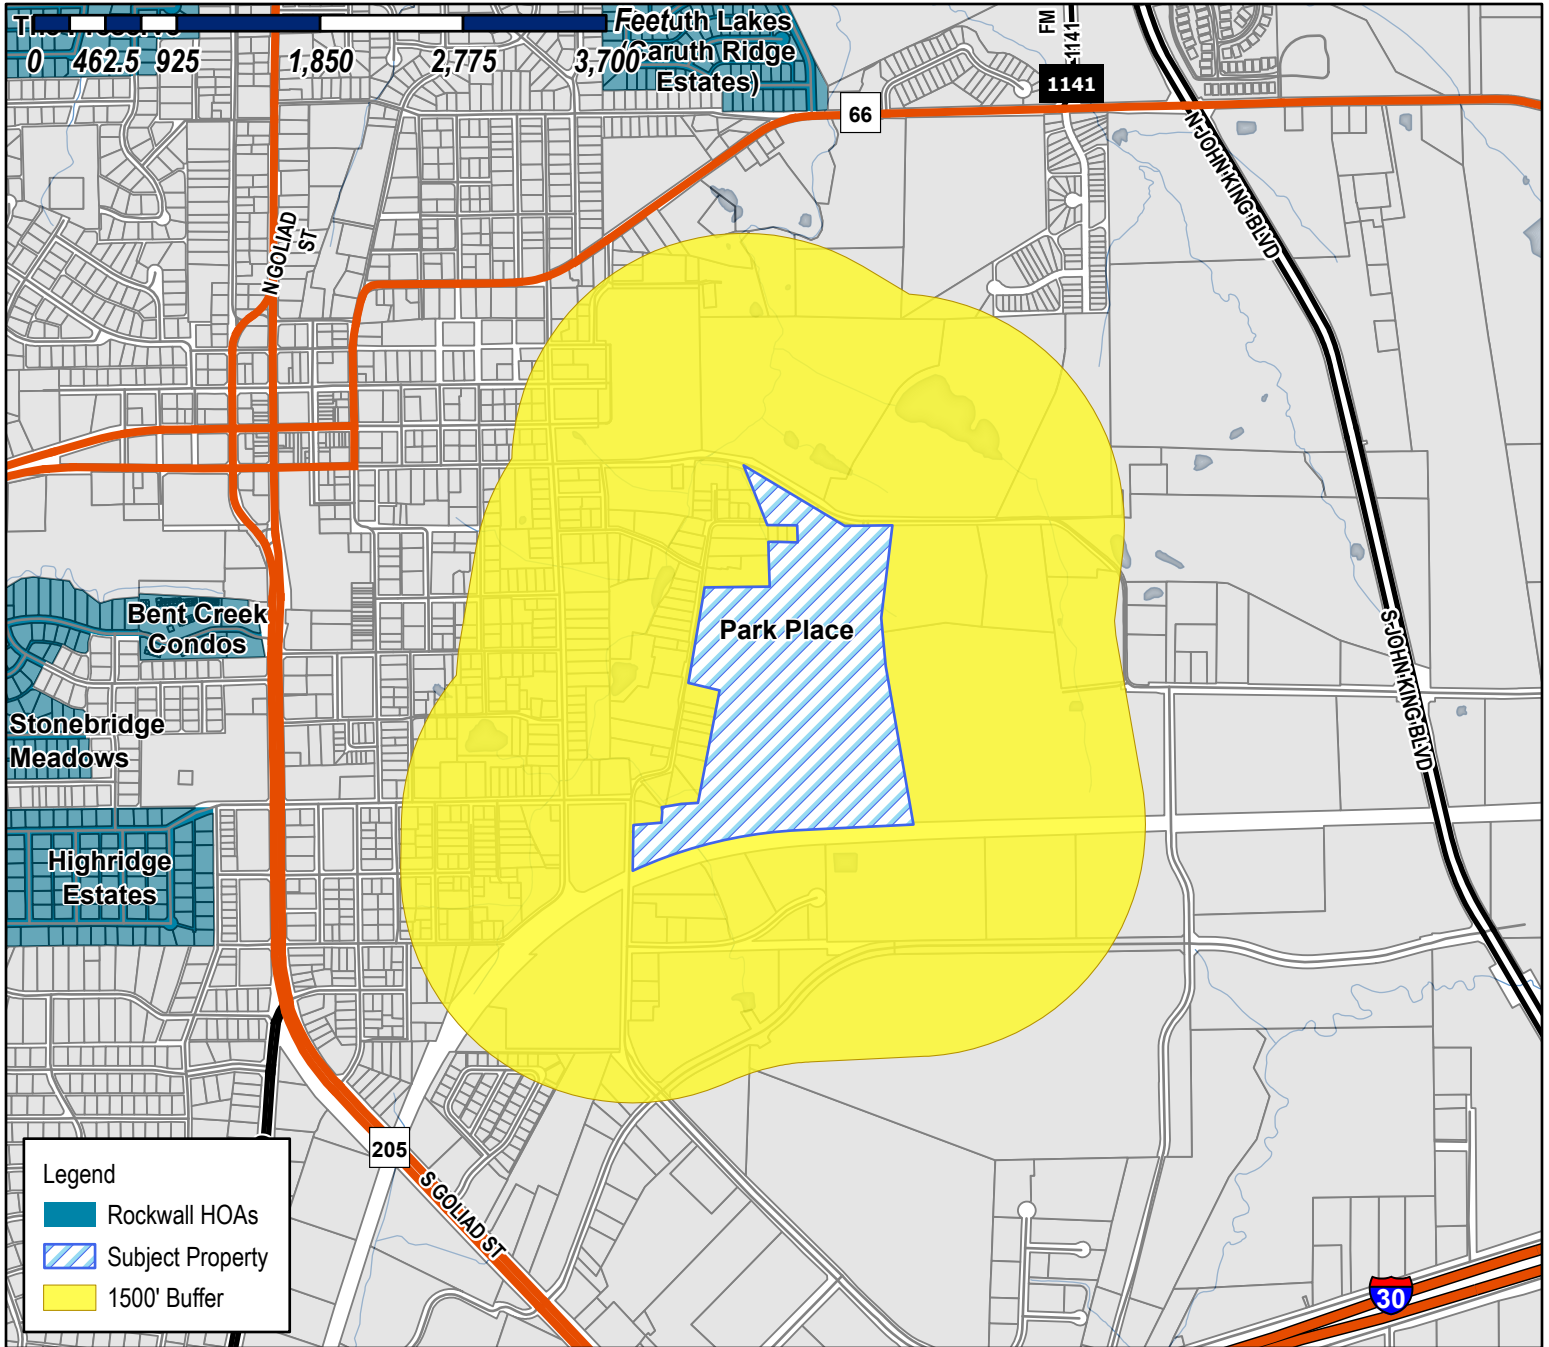 Feet
uth Lakes
(Caruth Ridge
Estates)
0 462.5 925 1,850 2,775 3,700
FM
1141
1141
66
N JOHN KING BLVD
N GOLIAD
ST
Bent Creek
Condos
Park Place
S JOHN KING BLVD
Stonebridge
Meadows
Highridge
Estates
205
S GOLIAD ST
30
Legend
Rockwall HOAs
Subject Property
1500' Buffer